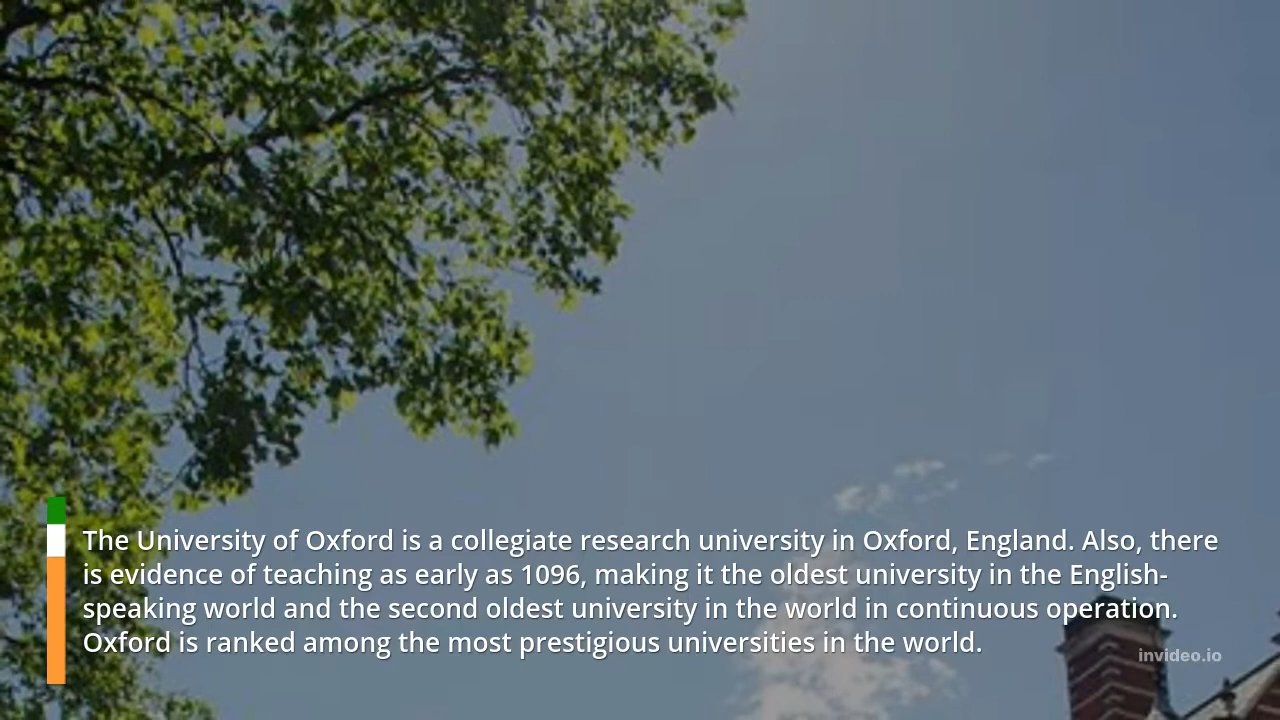 The University of Oxford is a collegiate research university in Oxford, England. Also, there
is evidence of teaching as early as 1096, making it the oldest university in the English-
speaking world and the second oldest university in the world in continuous operation.
Oxford is ranked among the most prestigious universities in the world.
invideo.io